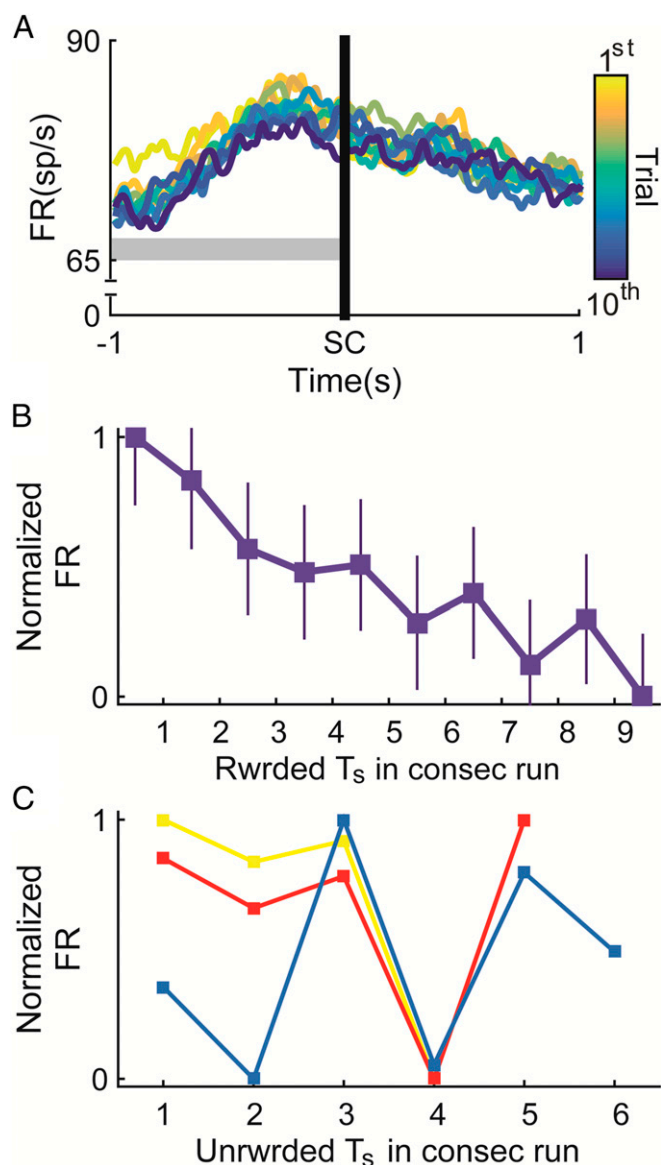 A
90
FR(sp/s)
65
0
-1
SC
1
Time(s)
1st
Trial
10th
B
1
Normalized
FR
0
1 2 3 4 5 6 7 8 9
Rwrded Ts in consec run
C
1
Normalized
FR
0
1 2 3 4 5 6
Unrwrded Ts in consec run